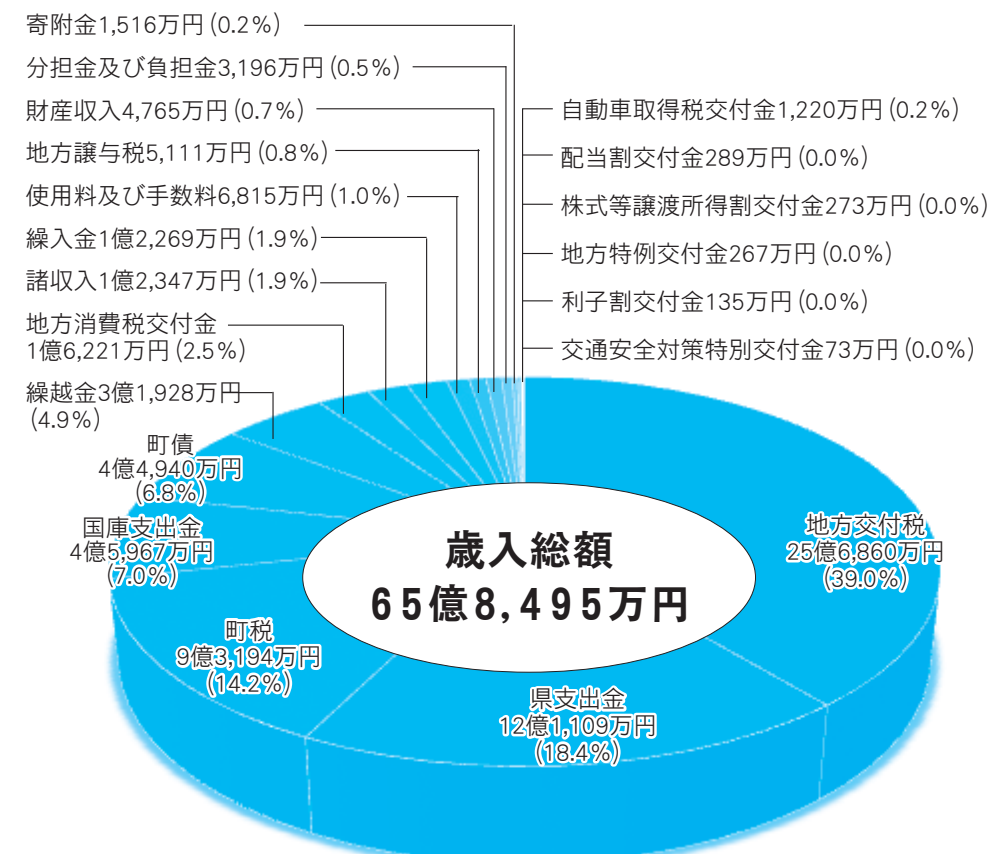 寄附金1,516万円(0.2%)
分担金及び負担金3,196万円(0.5%)
財産収入4,765万円(0.7%)
地方譲与税5,111万円(0.8%)
使用料及び手数料6,815万円(1.0%)
繰入金1億2,269万円(1.9%)
諸収入1億2,347万円(1.9%)
地方消費税交付金
1億6,221万円(2.5%)
繰越金3億1,928万円
(4.9%)
町債
4億4,940万円
(6.8%)
国庫支出金
4億5,967万円
(7.0%)
町税
9億3,194万円
(14.2%)
県支出金
12億1,109万円
(18.4%)
地方交付税
25億6,860万円
(39.0%)
自動車取得税交付金1,220万円(0.2%)
配当割交付金289万円(0.0%)
株式等譲渡所得割交付金273万円(0.0%)
地方特例交付金267万円(0.0%)
利子割交付金135万円(0.0%)
交通安全対策特別交付金73万円(0.0%)
歳入総額
65億8,495万円